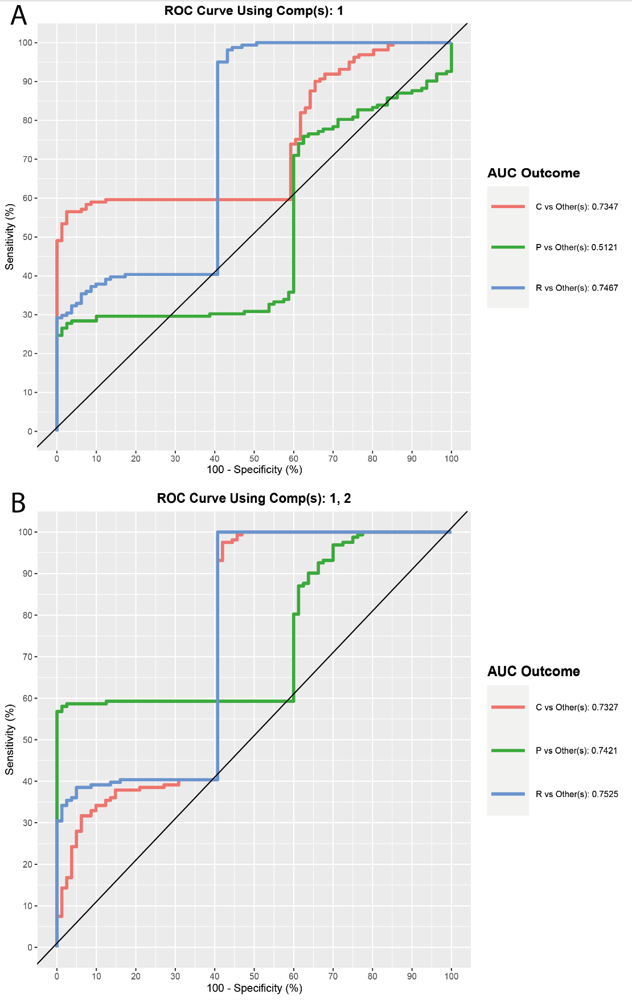 A
ROC Curve Using Comp(s): 1
100
90
80
70
60
50
40
30
20
10
0
Sensitivity (%)
0 10 20 30 40 50 60 70 80 90 100
100 - Specificity (%)
AUC Outcome
C vs Other(s): 0.7347
P vs Other(s): 0.5121
R vs Other(s): 0.7467
B
ROC Curve Using Comp(s): 1, 2
100
90
80
70
60
50
40
30
20
10
0
Sensitivity (%)
0 10 20 30 40 50 60 70 80 90 100
100 - Specificity (%)
AUC Outcome
C vs Other(s): 0.7327
P vs Other(s): 0.7421
R vs Other(s): 0.7525